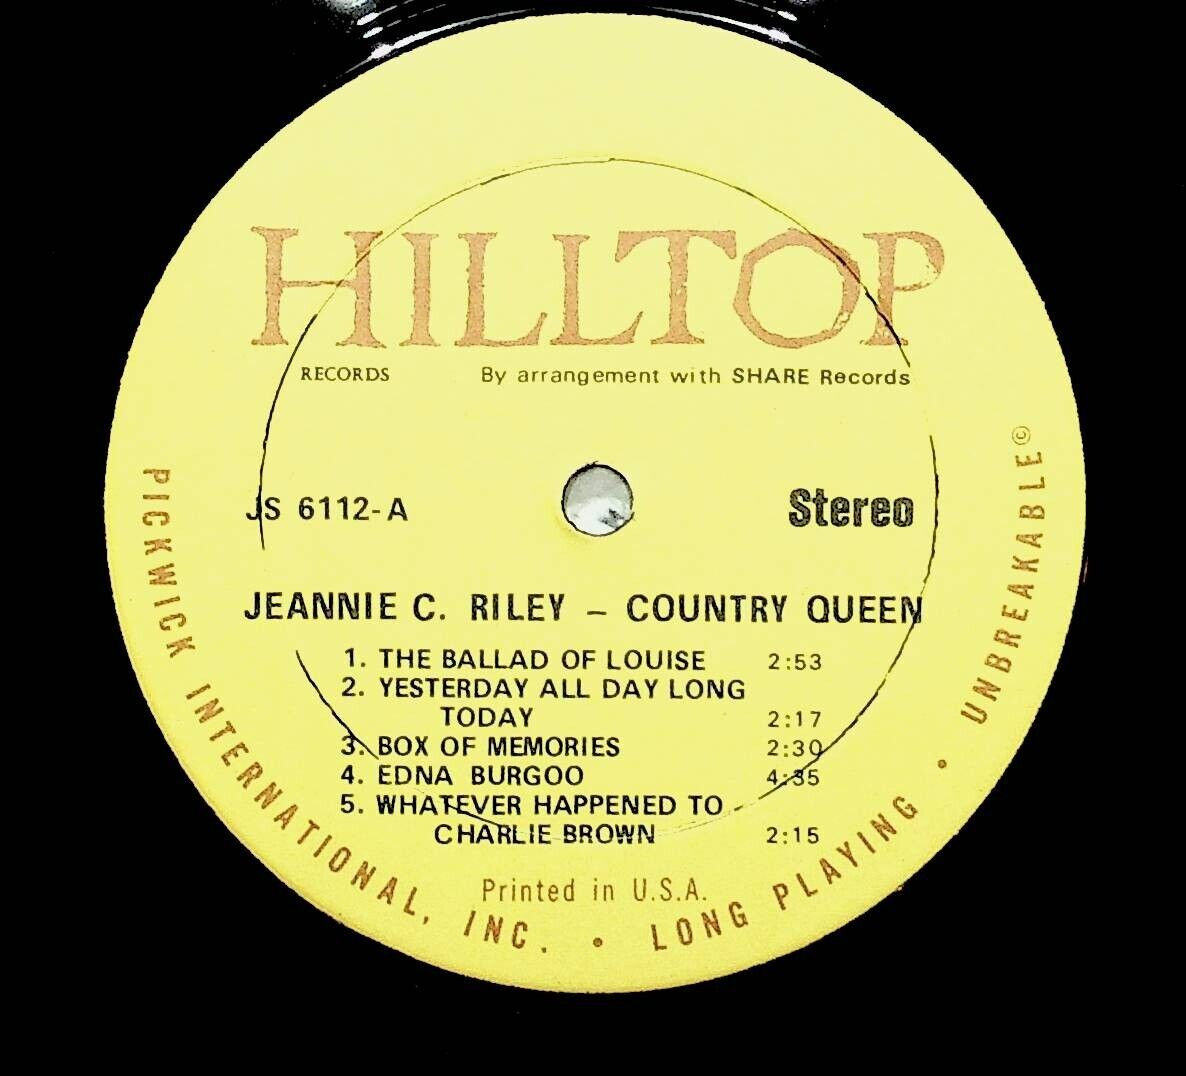 HILLTOP
RECORDS By arrangement with SHARE Records
JS 6112-A Stereo
JEANNIE C. RILEY – COUNTRY QUEEN
1. THE BALLAD OF LOUISE 2:53
2. YESTERDAY ALL DAY LONG
TODAY 2:17
3. BOX OF MEMORIES 2:30
4. EDNA BURGOO 4:35
5. WHATEVER HAPPENED TO
CHARLIE BROWN 2:15
Printed in U.S.A.
PICKWICK INTERNATIONAL, INC. • LONG PLAYING • UNBREAKABLE©